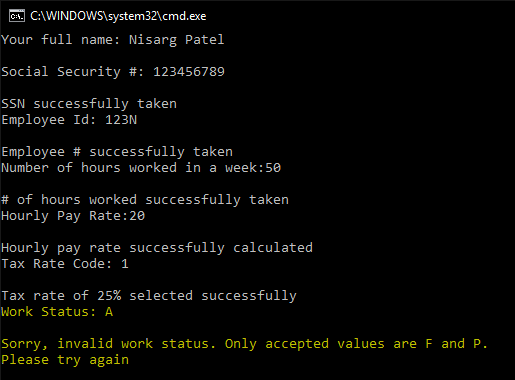 C:\WINDOWS\system32\cmd.exe
Your full name: Nisarg Patel
Social Security #: 123456789
SSN successfully taken
Employee Id: 123N
Employee # successfully taken
Number of hours worked in a week:50
# of hours worked successfully taken
Hourly Pay Rate:20
Hourly pay rate successfully calculated
Tax Rate Code: 1
Tax rate of 25% selected successfully
Work Status: A
Sorry, invalid work status. Only accepted values are F and P.
Please try again